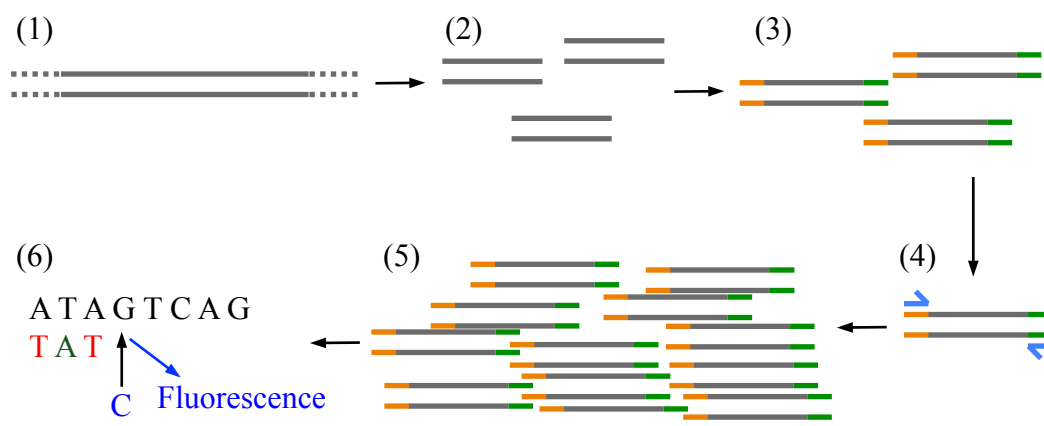 (1)
(2)
(3)
(4)
(5)
(6)
A T A G T C A G
T A T
C
Fluorescence